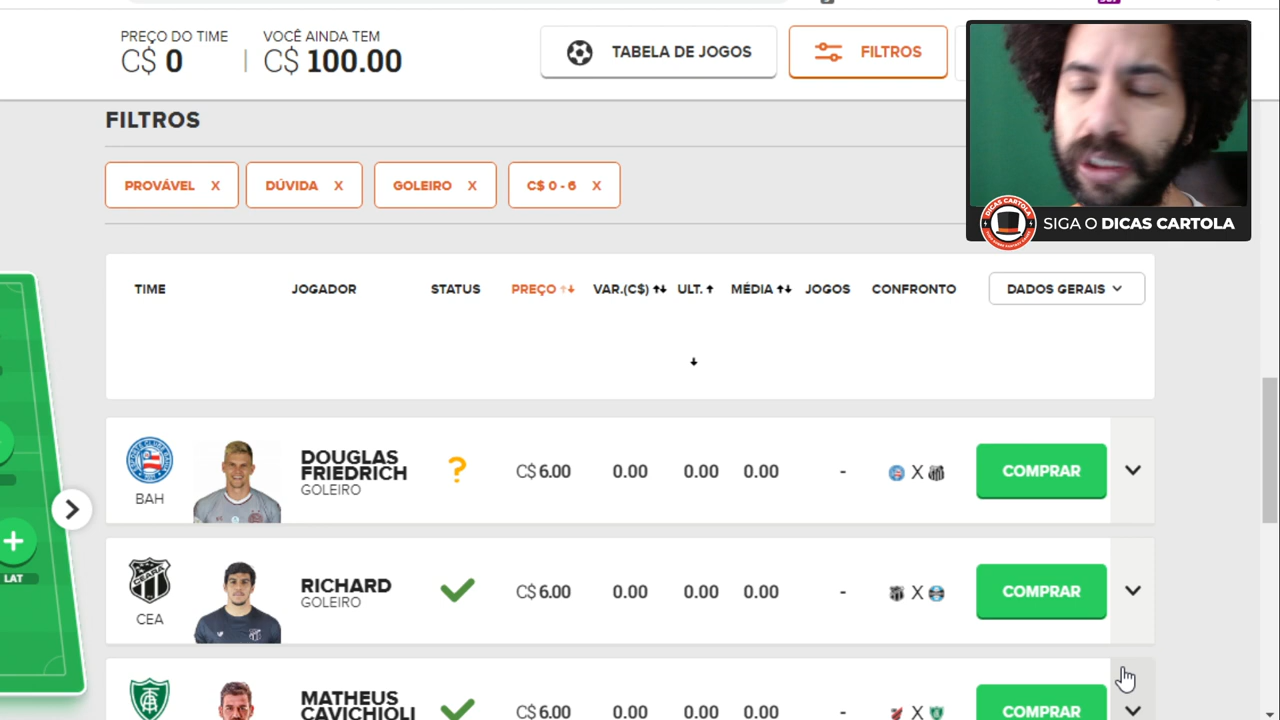 PREÇO DO TIME
C$ 0
VOCÊ AINDA TEM
C$ 100.00
TABELA DE JOGOS
FILTROS
FILTROS
PROVÁVEL X
DÚVIDA X
GOLEIRO X
C$ 0 - 6 X
DICAS CARTOLA
SIGA O DICAS CARTOLA
TIME JOGADOR STATUS PREÇO VAR.(C$) ULT. MÉDIA JOGOS CONFRONTO DADOS GERAIS
BAH
DOUGLAS
FRIEDRICH
GOLEIRO
? C$ 6.00 0.00 0.00 0.00 - X COMPRAR
LAT
CEA
RICHARD
GOLEIRO
C$ 6.00 0.00 0.00 0.00 - X COMPRAR
MATHEUS
CAVICHIOLI
C$ 6.00 0.00 0.00 0.00 - X COMPRAR